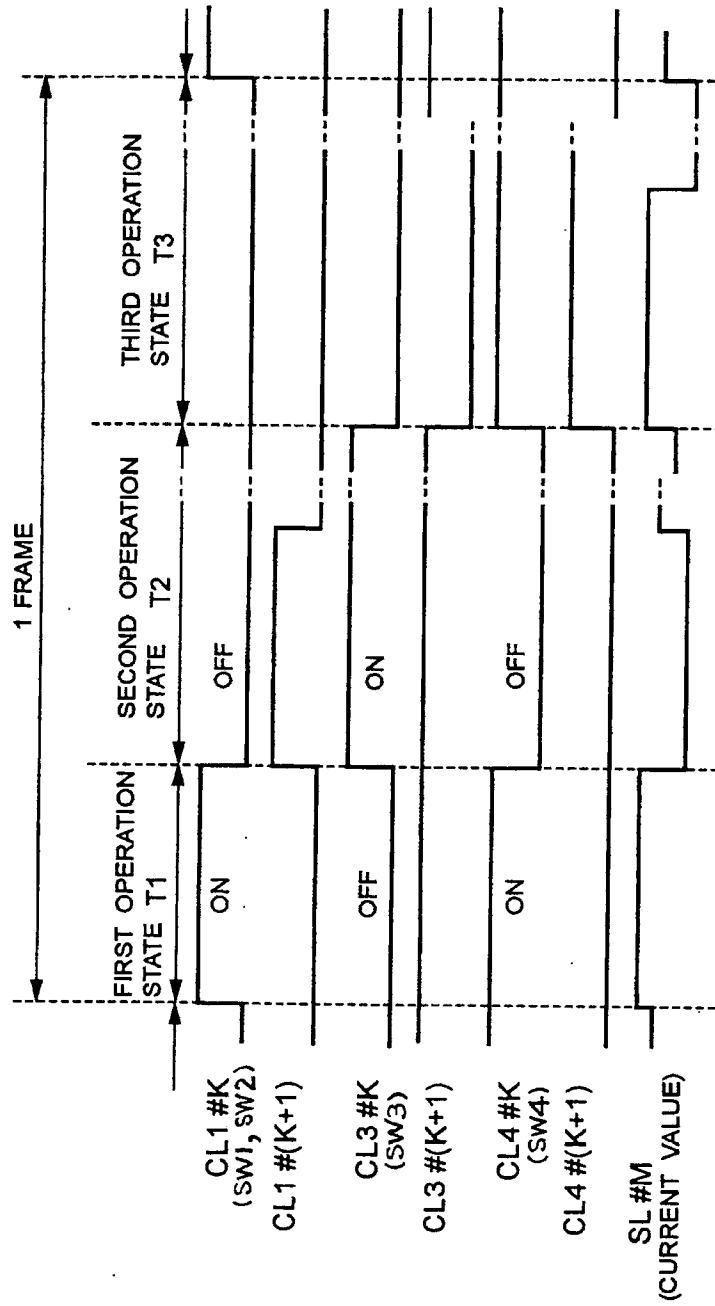 1 FRAME
FIRST OPERATION
STATE T1
SECOND OPERATION
STATE T2
THIRD OPERATION
STATE T3
CL1 #K
(SW1, SW2)
ON
OFF
CL1 #(K+1)
CL3 #K
(SW3)
OFF
ON
CL3 #(K+1)
CL4 #K
(SW4)
ON
OFF
CL4 #(K+1)
SL #M
(CURRENT VALUE)